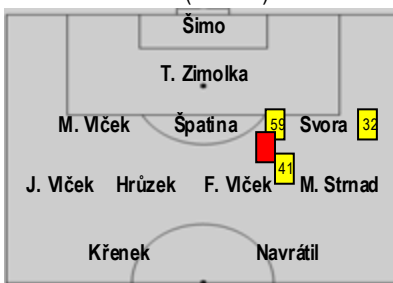 Šimo
T. Zimolka
M. Vlček Špatina 59 Svora 32
41
J. Vlček Hrůzek F. Vlček M. Strnad
Křenek Navrátil